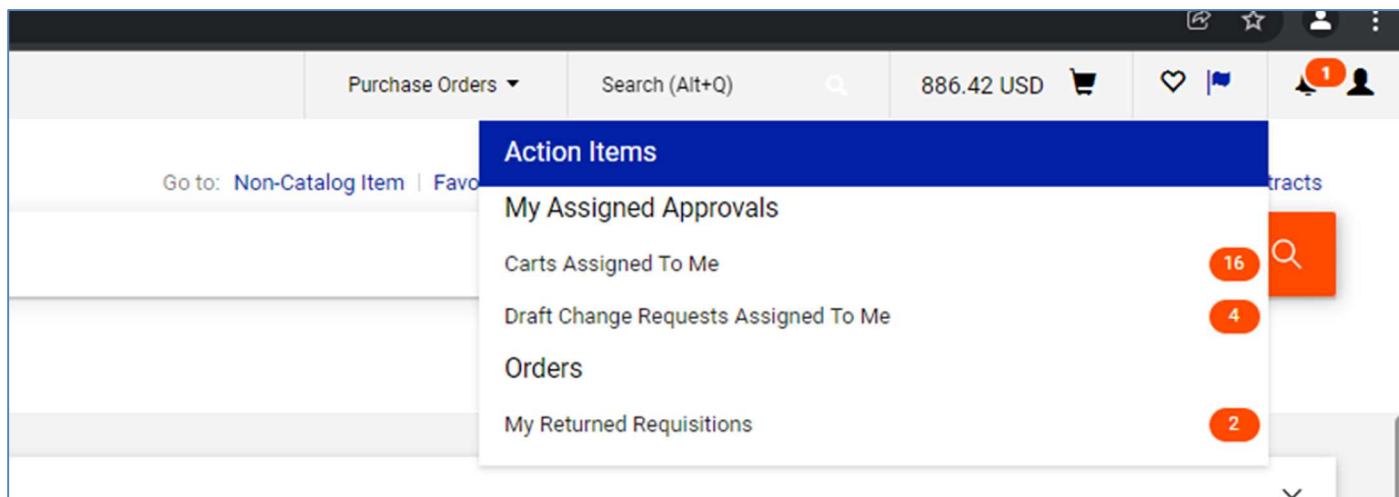 Purchase Orders Search (Alt+Q) 886.42 USD 1
Action Items
Go to: Non-Catalog Item | Favo tracts
My Assigned Approvals
Carts Assigned To Me 16
Draft Change Requests Assigned To Me 4
Orders
My Returned Requisitions 2